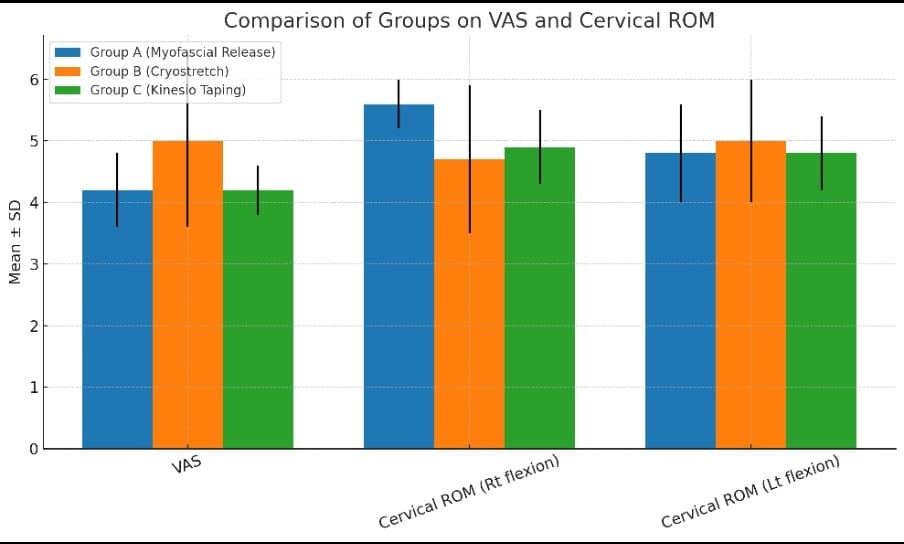 Comparison of Groups on VAS and Cervical ROM
Group A (Myofascial Release)
Group B (Cryostretch)
Group C (Kinesio Taping)
Mean ± SD
6
5
4
3
2
1
0
VAS
Cervical ROM (Rt flexion)
Cervical ROM (Lt flexion)